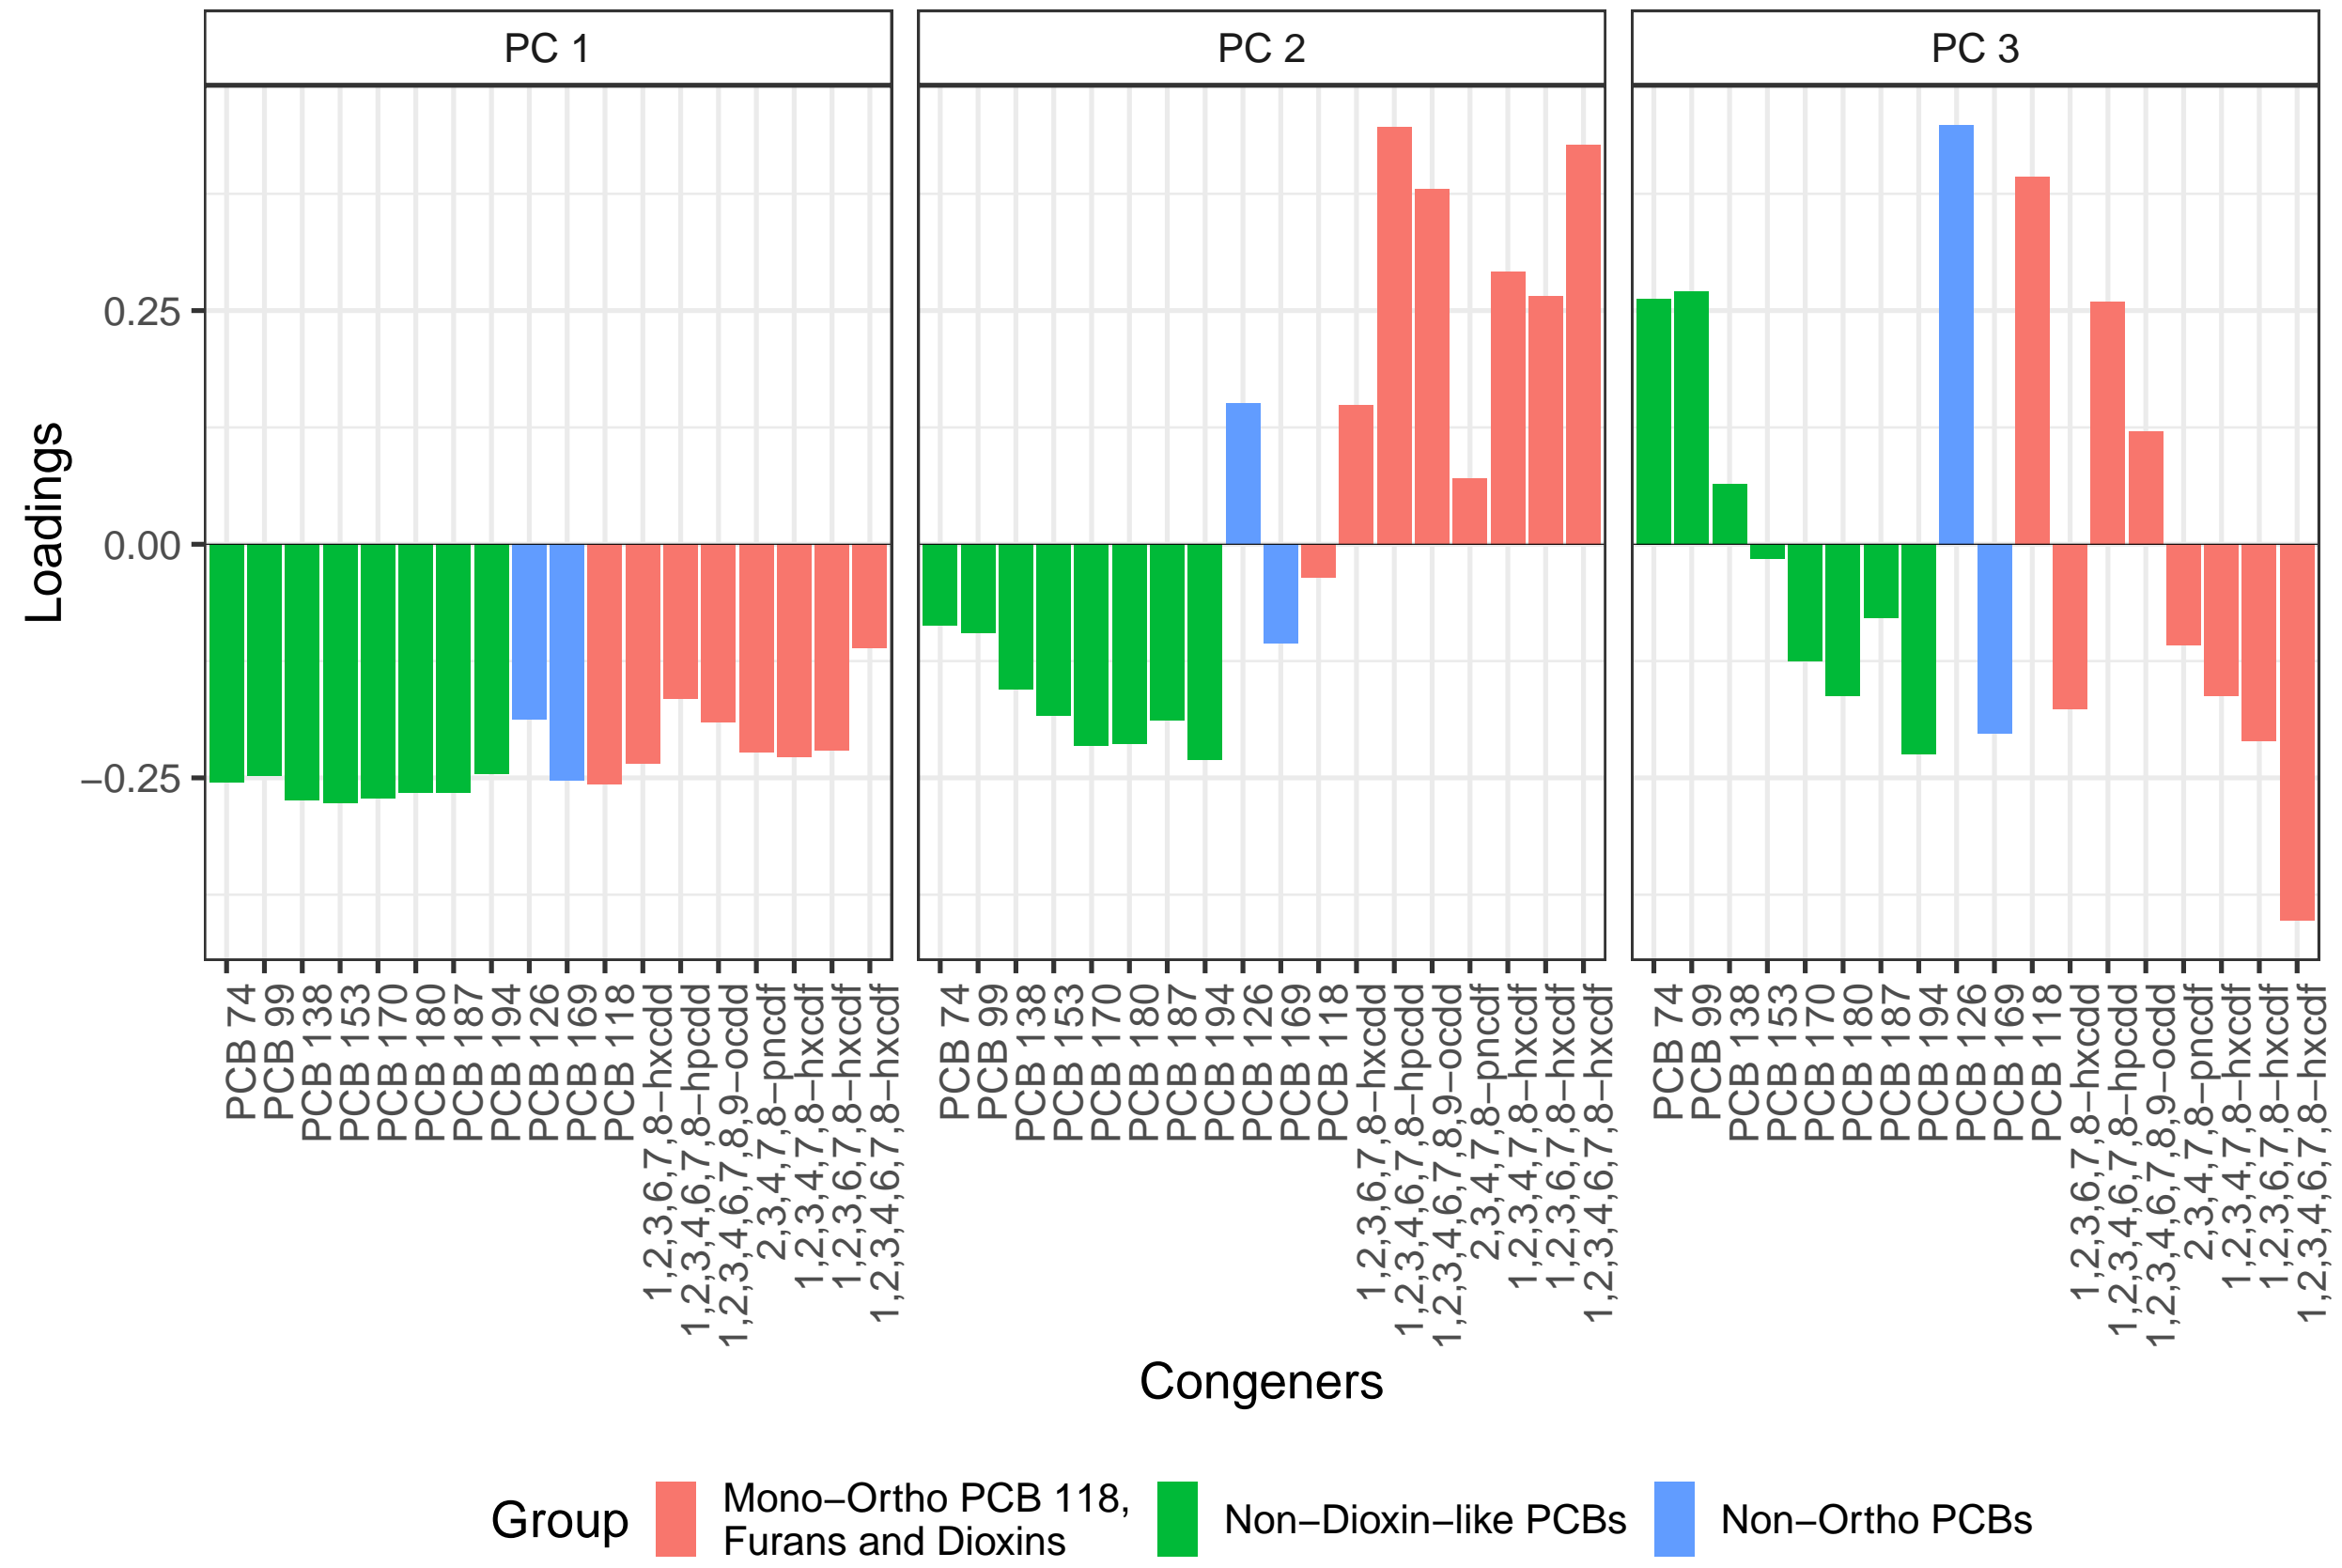 PC 1
PC 2
PC 3
Loadings
0.25
0.00
−0.25
PCB 74
PCB 99
PCB 138
PCB 153
PCB 170
PCB 180
PCB 187
PCB 194
PCB 126
PCB 169
PCB 118
1,2,3,6,7,8−hxcdd
1,2,3,4,6,7,8−hpcdd
1,2,3,4,6,7,8,9−ocdd
2,3,4,7,8−pncdf
1,2,3,4,7,8−hxcdf
1,2,3,6,7,8−hxcdf
1,2,3,4,6,7,8−hxcdf
PCB 74
PCB 99
PCB 138
PCB 153
PCB 170
PCB 180
PCB 187
PCB 194
PCB 126
PCB 169
PCB 118
1,2,3,6,7,8−hxcdd
1,2,3,4,6,7,8−hpcdd
1,2,3,4,6,7,8,9−ocdd
2,3,4,7,8−pncdf
1,2,3,4,7,8−hxcdf
1,2,3,6,7,8−hxcdf
1,2,3,4,6,7,8−hxcdf
PCB 74
PCB 99
PCB 138
PCB 153
PCB 170
PCB 180
PCB 187
PCB 194
PCB 126
PCB 169
PCB 118
1,2,3,6,7,8−hxcdd
1,2,3,4,6,7,8−hpcdd
1,2,3,4,6,7,8,9−ocdd
2,3,4,7,8−pncdf
1,2,3,4,7,8−hxcdf
1,2,3,6,7,8−hxcdf
1,2,3,4,6,7,8−hxcdf
Congeners
Group
Mono−Ortho PCB 118,
Furans and Dioxins
Non−Dioxin−like PCBs
Non−Ortho PCBs